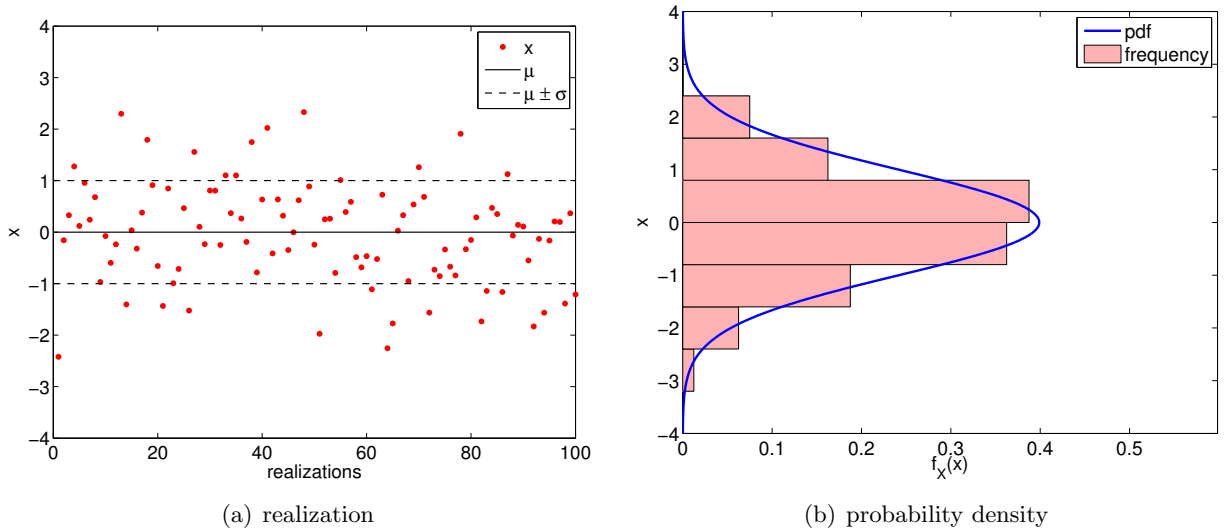 4
3
2
1
0
−1
−2
−3
−4
x
x
μ
μ ± σ
0 20 40 60 80 100
realizations
(a) realization
4
3
2
1
0
−1
−2
−3
−4
x
pdf
frequency
0 0.1 0.2 0.3 0.4 0.5
f_X(x)
(b) probability density